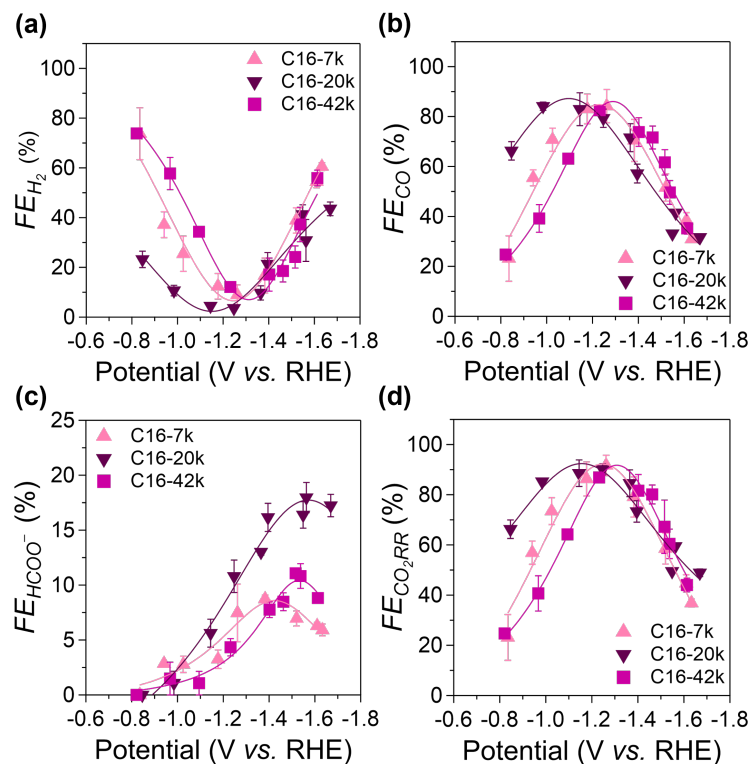 (a)
C16-7k
C16-20k
C16-42k
FE_H₂ (%)
100
80
60
40
20
0
-0.6 -0.8 -1.0 -1.2 -1.4 -1.6 -1.8
Potential (V vs. RHE)
(b)
FE_CO (%)
100
80
60
40
20
0
C16-7k
C16-20k
C16-42k
-0.6 -0.8 -1.0 -1.2 -1.4 -1.6 -1.8
Potential (V vs. RHE)
(c)
C16-7k
C16-20k
C16-42k
FE_HCOO⁻ (%)
25
20
15
10
5
0
-0.8 -1.0 -1.2 -1.4 -1.6 -1.8
Potential (V vs. RHE)
(d)
FE_CO₂RR (%)
100
80
60
40
20
0
C16-7k
C16-20k
C16-42k
-0.6 -0.8 -1.0 -1.2 -1.4 -1.6 -1.8
Potential (V vs. RHE)